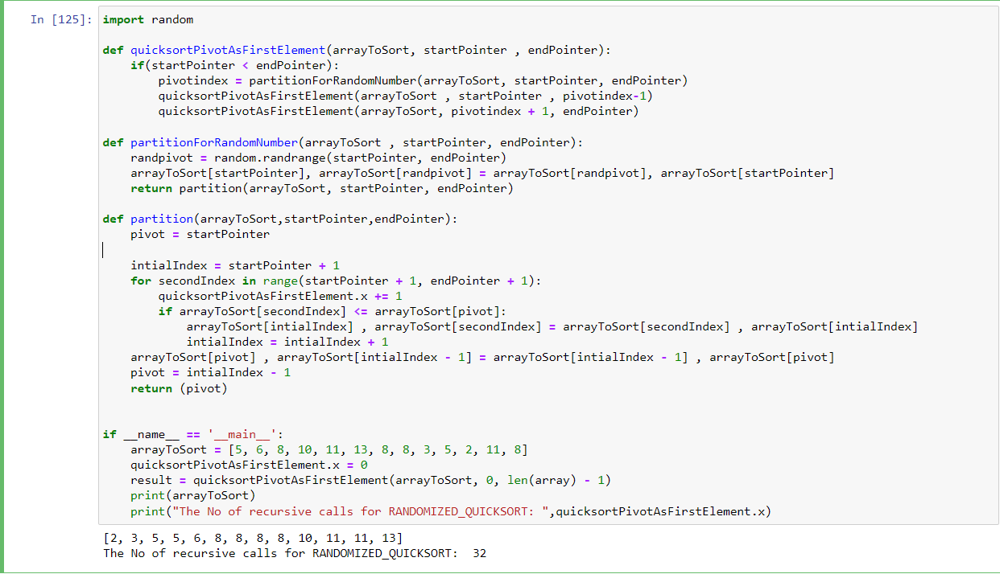 In [125]: import random
def quicksortPivotAsFirstElement(arrayToSort, startPointer , endPointer):
    if(startPointer < endPointer):
        pivotindex = partitionForRandomNumber(arrayToSort, startPointer, endPointer)
        quicksortPivotAsFirstElement(arrayToSort , startPointer , pivotindex-1)
        quicksortPivotAsFirstElement(arrayToSort, pivotindex + 1, endPointer)
def partitionForRandomNumber(arrayToSort , startPointer, endPointer):
    randpivot = random.randrange(startPointer, endPointer)
    arrayToSort[startPointer], arrayToSort[randpivot] = arrayToSort[randpivot], arrayToSort[startPointer]
    return partition(arrayToSort, startPointer, endPointer)
def partition(arrayToSort,startPointer,endPointer):
    pivot = startPointer
    intialIndex = startPointer + 1
    for secondIndex in range(startPointer + 1, endPointer + 1):
        quicksortPivotAsFirstElement.x += 1
        if arrayToSort[secondIndex] <= arrayToSort[pivot]:
            arrayToSort[intialIndex] , arrayToSort[secondIndex] = arrayToSort[secondIndex] , arrayToSort[intialIndex]
            intialIndex = intialIndex + 1
    arrayToSort[pivot] , arrayToSort[intialIndex - 1] = arrayToSort[intialIndex - 1] , arrayToSort[pivot]
    pivot = intialIndex - 1
    return (pivot)
if __name__ == '__main__':
    arrayToSort = [5, 6, 8, 10, 11, 13, 8, 8, 3, 5, 2, 11, 8]
    quicksortPivotAsFirstElement.x = 0
    result = quicksortPivotAsFirstElement(arrayToSort, 0, len(array) - 1)
    print(arrayToSort)
    print("The No of recursive calls for RANDOMIZED_QUICKSORT: ",quicksortPivotAsFirstElement.x)
[2, 3, 5, 5, 6, 8, 8, 8, 8, 10, 11, 11, 13]
The No of recursive calls for RANDOMIZED_QUICKSORT:  32